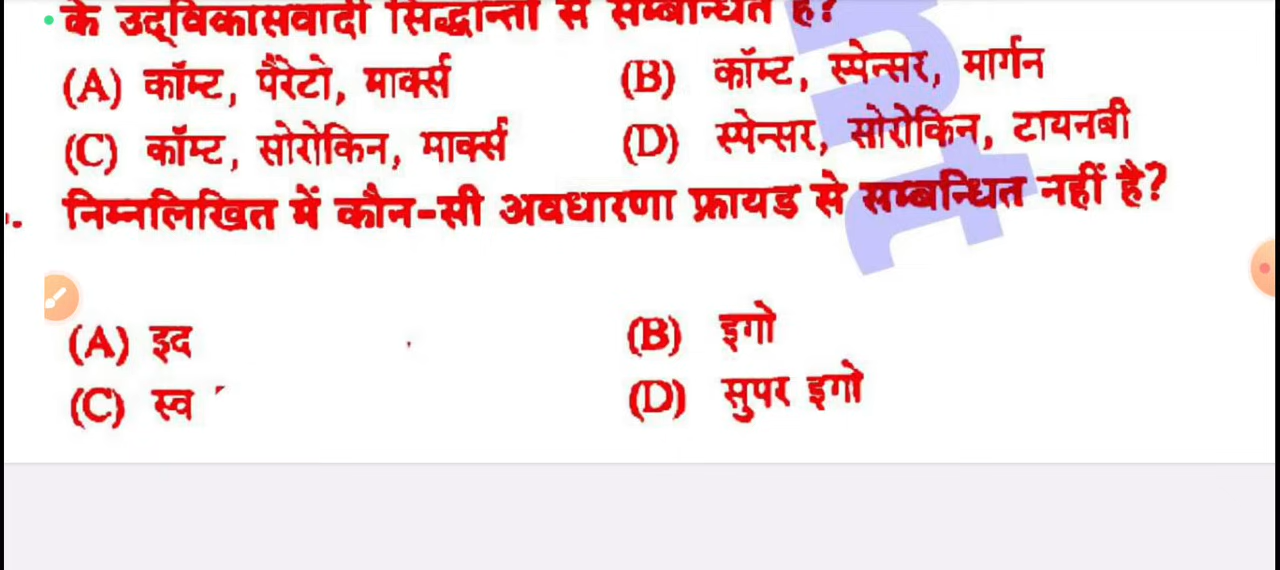 के उद्‌विकासवादी सिद्धान्तों से सम्बन्धित है?
(A) कॉम्ट, पैरेटो, मार्क्स (B) कॉम्ट, स्पेन्सर, मार्गन
(C) कॉम्ट, सोरोकिन, मार्क्स (D) स्पेन्सर, सोरोकिन, टायनबी
निम्नलिखित में कौन-सी अवधारणा फ्रायड से सम्बन्धित नहीं है?
(A) इद (B) इगो
(C) स्व (D) सुपर इगो